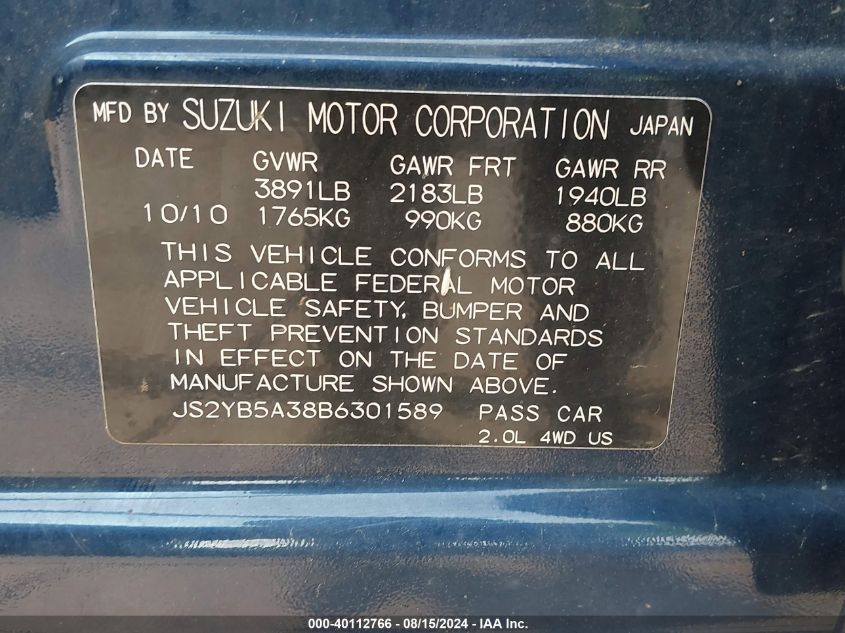 MFD BY SUZUKI MOTOR CORPORATION JAPAN
DATE GVWR GAWR FRT GAWR RR
3891LB 2183LB 1940LB
10/10 1765KG 990KG 880KG
THIS VEHICLE CONFORMS TO ALL
APPLICABLE FEDERAL MOTOR
VEHICLE SAFETY, BUMPER AND
THEFT PREVENTION STANDARDS
IN EFFECT ON THE DATE OF
MANUFACTURE SHOWN ABOVE.
JS2YB5A38B6301589 PASS CAR
2.0L 4WD US
000-40112766 - 08/15/2024 - IAA Inc.